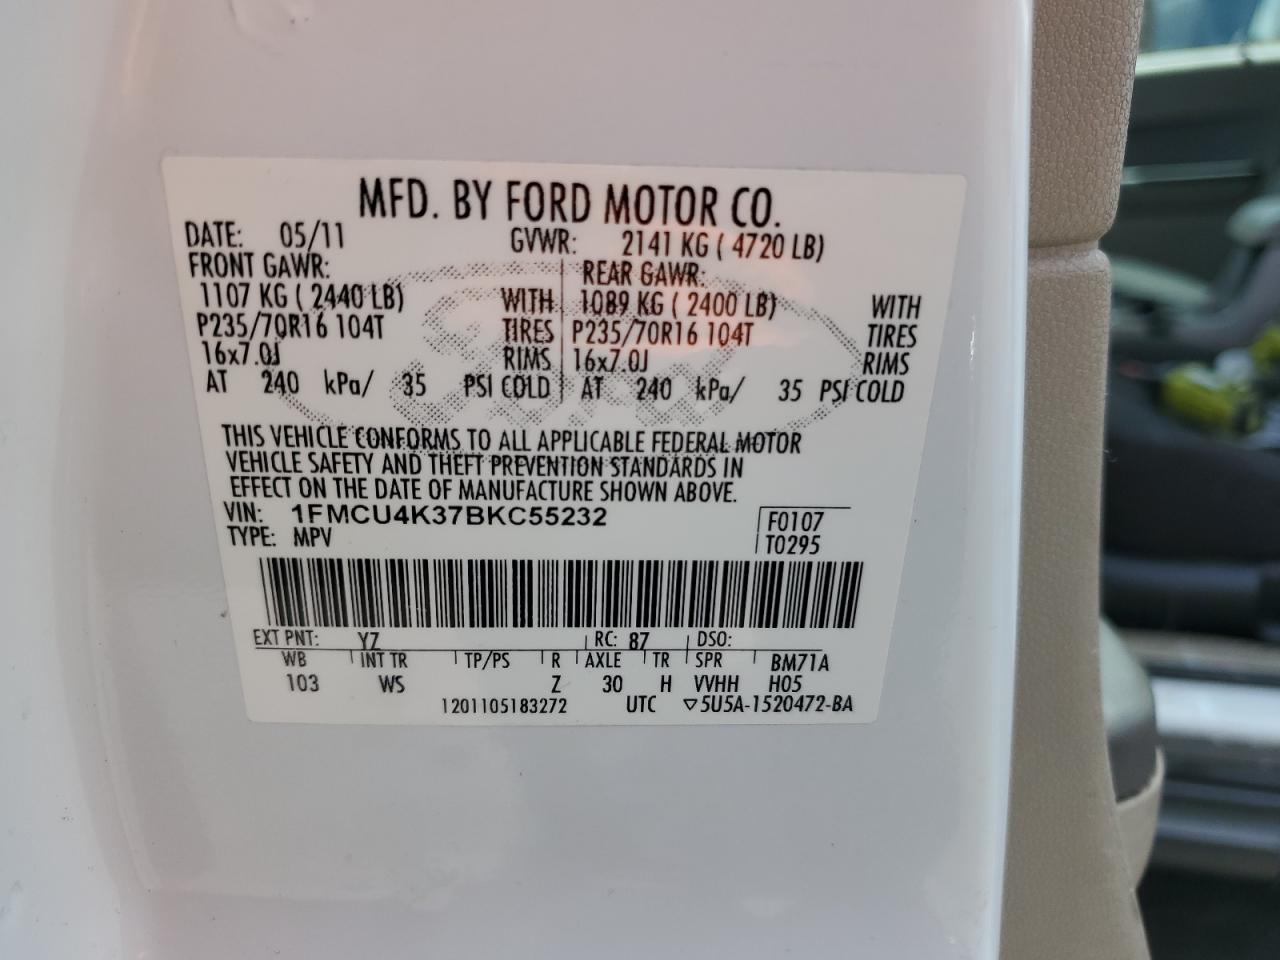 MFD. BY FORD MOTOR CO.
DATE: 05/11 GVWR: 2141 KG ( 4720 LB)
FRONT GAWR: REAR GAWR:
1107 KG ( 2440 LB) WITH 1089 KG ( 2400 LB) WITH
P235/70R16 104T TIRES P235/70R16 104T TIRES
16x7.0J RIMS 16x7.0J RIMS
AT 240 kPa/ 35 PSI COLD AT 240 kPa/ 35 PSI COLD
Ford
THIS VEHICLE CONFORMS TO ALL APPLICABLE FEDERAL MOTOR
VEHICLE SAFETY AND THEFT PREVENTION STANDARDS IN
EFFECT ON THE DATE OF MANUFACTURE SHOWN ABOVE.
VIN: 1FMCU4K37BKC55232 F0107
TYPE: MPV T0295
EXT PNT: YZ RC: 87 DSO:
WB INT TR TP/PS R AXLE TR SPR BM71A
103 WS Z 30 H VVHH H05
1201105183272 UTC ▽5U5A-1520472-BA